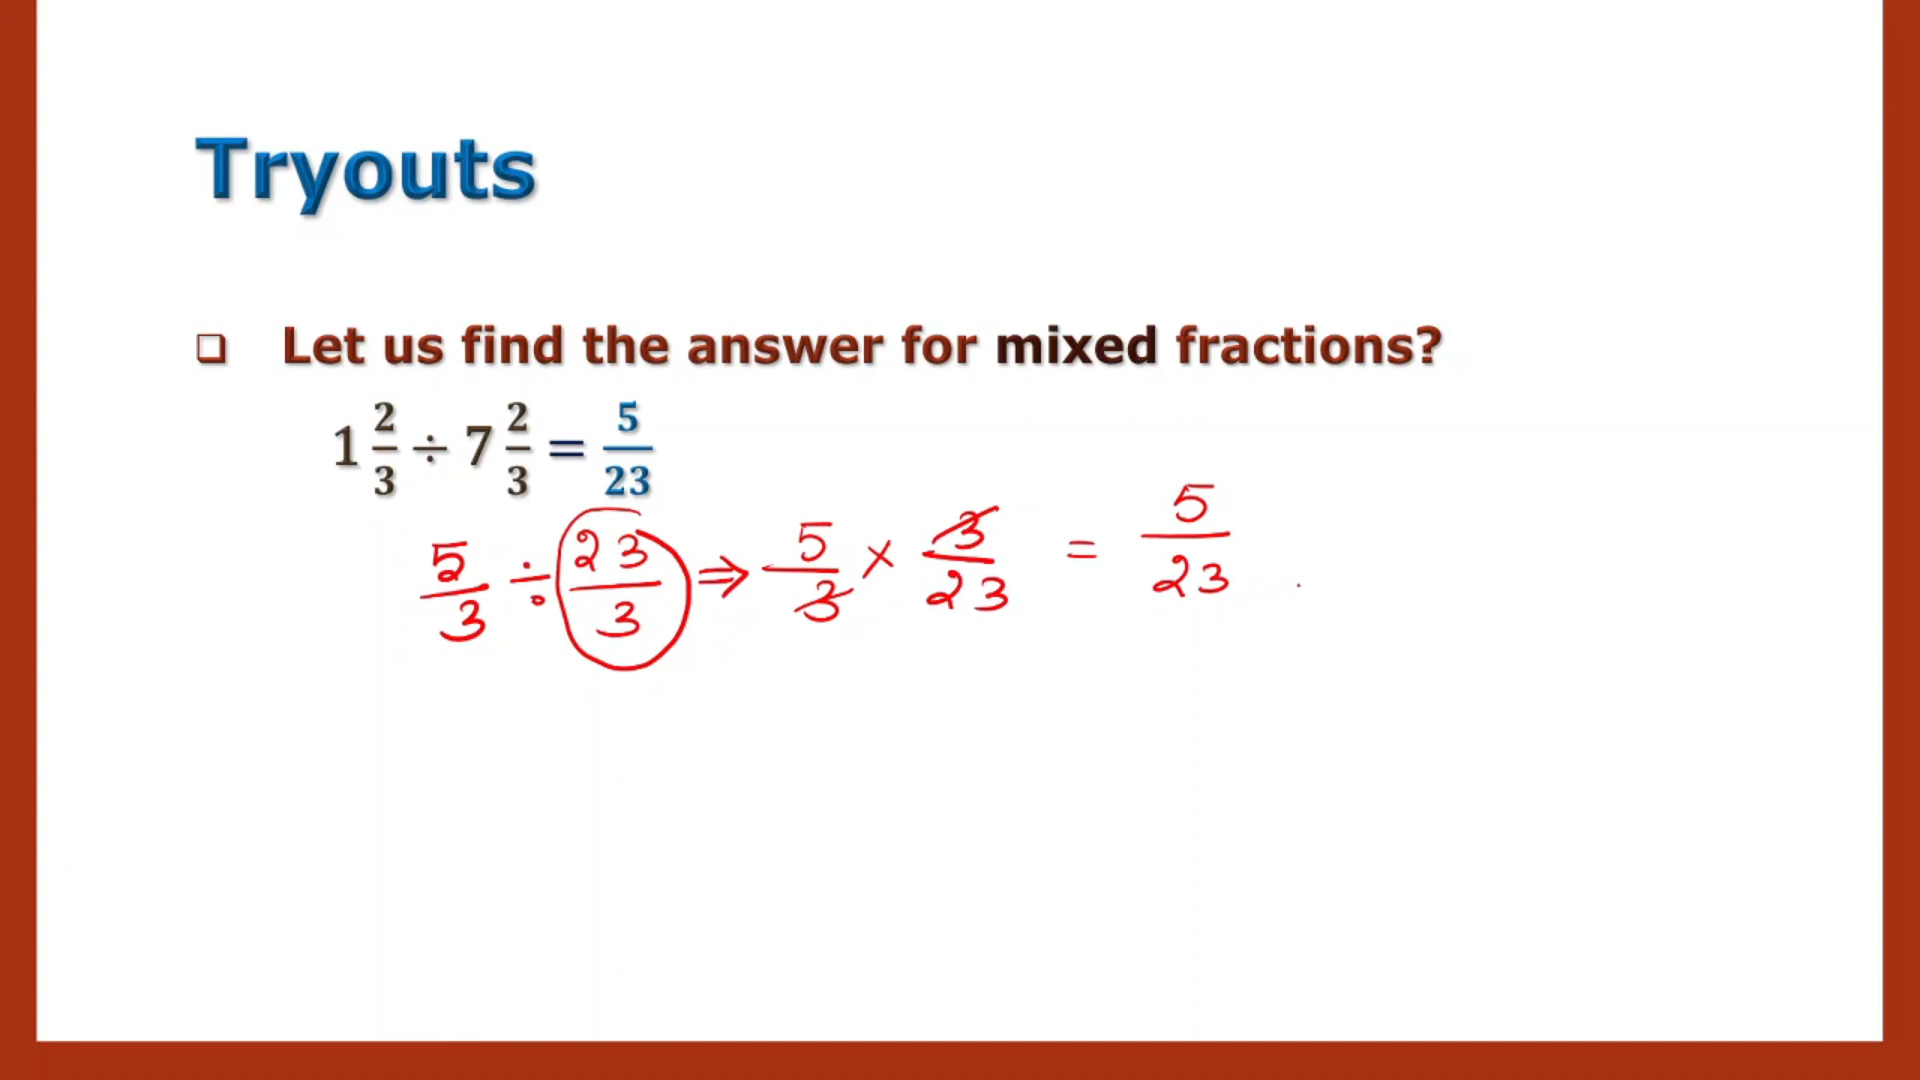 Tryouts
❑ Let us find the answer for mixed fractions?
1 2/3 ÷ 7 2/3 = 5/23
5/3 ÷ 23/3 ⇒ 5/3 × 3/23 = 5/23